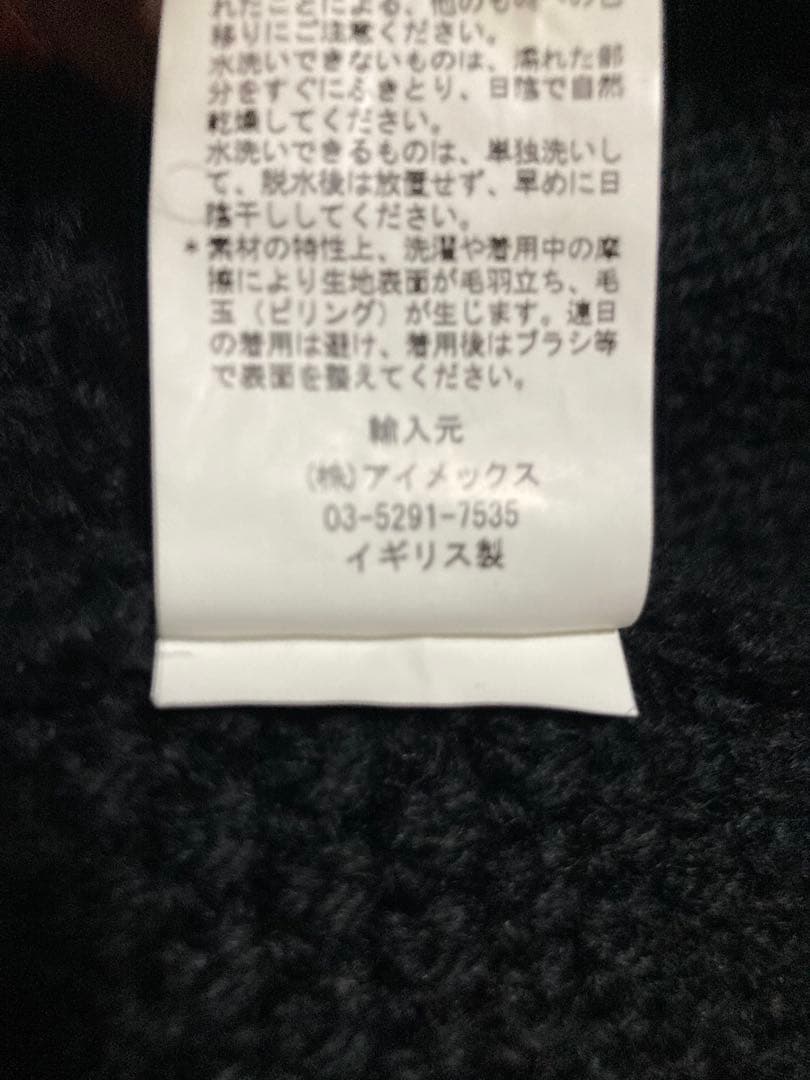 れたことによる、他のもの への色
移りにご注意ください。
水洗いできないものは、濡れた部
分をすぐにふきとり、日陰で自然
乾燥してください。
水洗いできるものは、単独洗いし
て、脱水後は放置せず、早めに日
陰干ししてください。
*素材の特性上、洗濯や着用中の摩
擦により生地表面が毛羽立ち、毛
玉（ピリング）が生じます。連日
の着用は避け、着用後はブラシ等
で表面を整えてください。
輸入元
(株)アイメックス
03-5291-7535
イギリス製